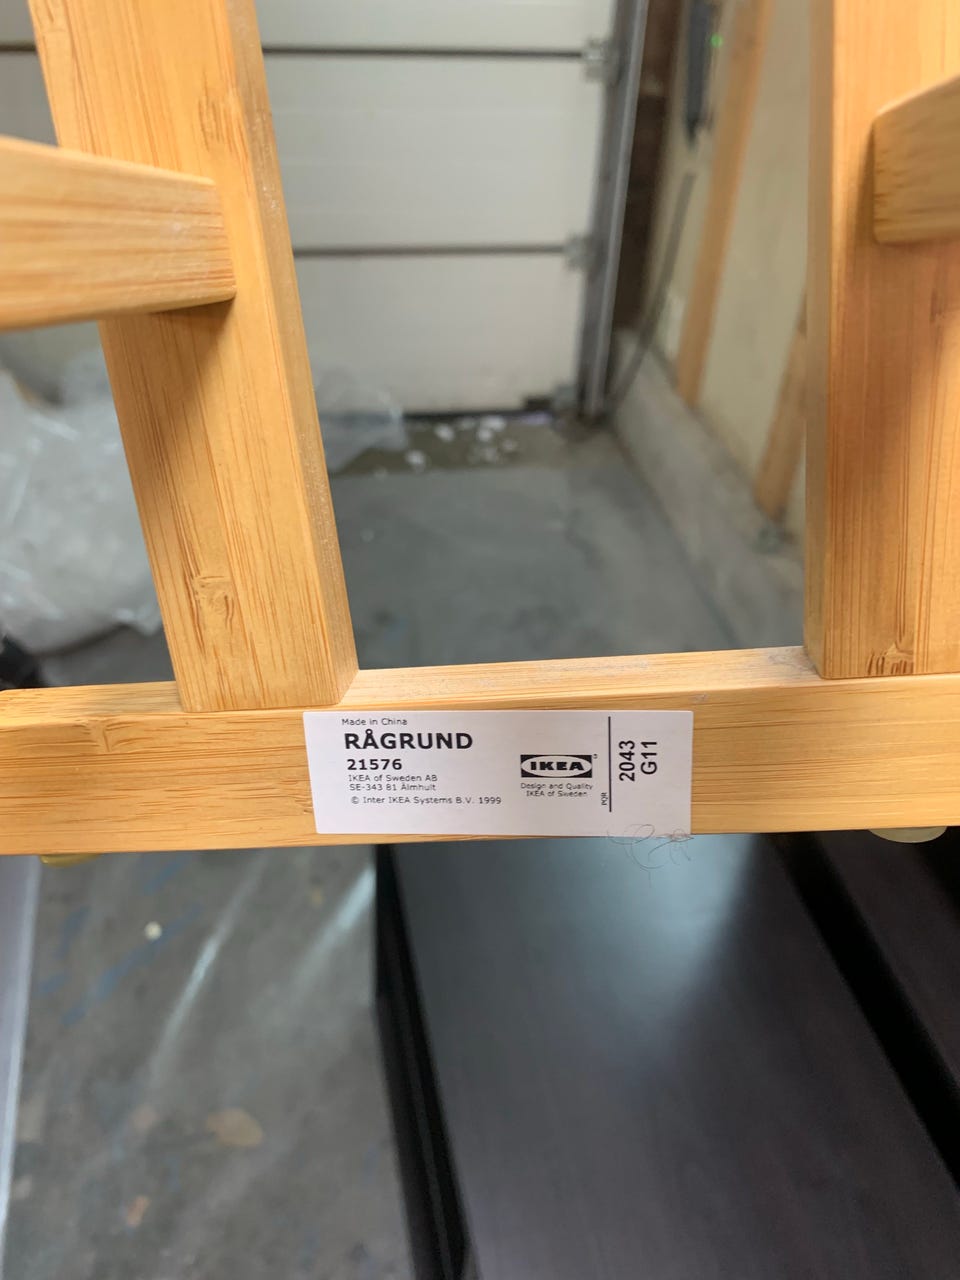 Made in China
RÅGRUND
21576
IKEA of Sweden AB
SE-343 81 Älmhult
© Inter IKEA Systems B.V. 1999
IKEA
Design and Quality
IKEA of Sweden
PQR
2043
G11